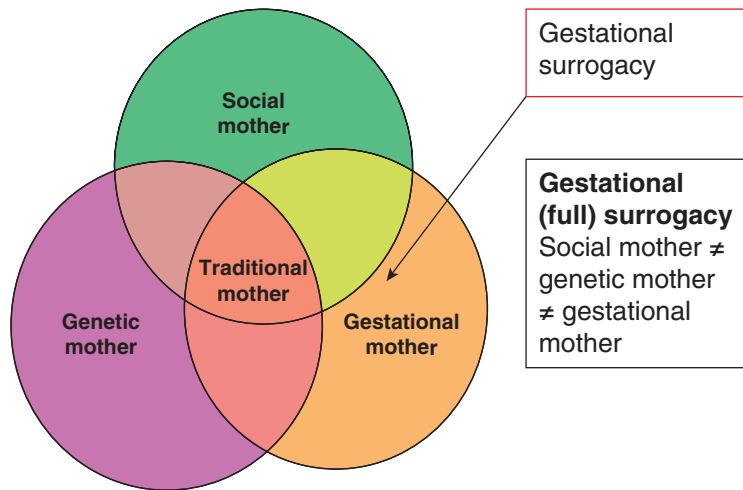 Social
mother
Traditional
mother
Genetic
mother
Gestational
mother
Gestational
surrogacy
Gestational
(full) surrogacy
Social mother ≠
genetic mother
≠ gestational
mother